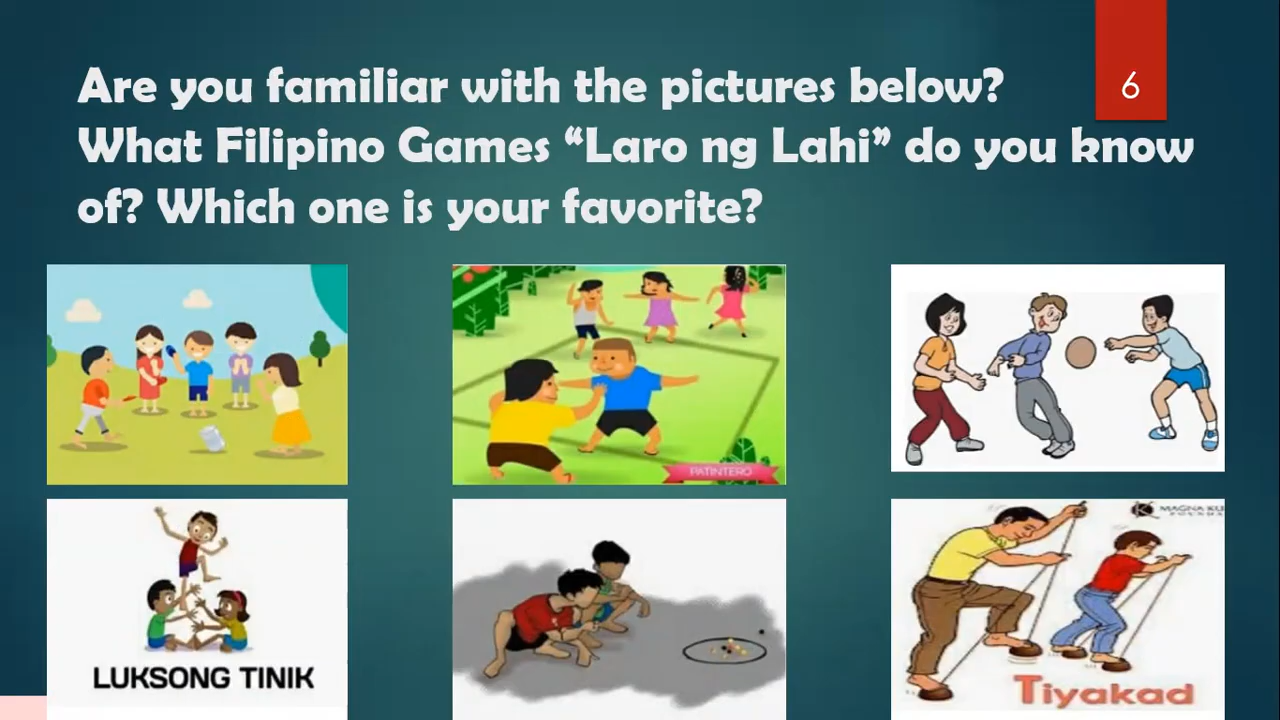 6
Are you familiar with the pictures below?
What Filipino Games “Laro ng Lahi” do you know
of? Which one is your favorite?
PATINTERO
LUKSONG TINIK
Tiyakad